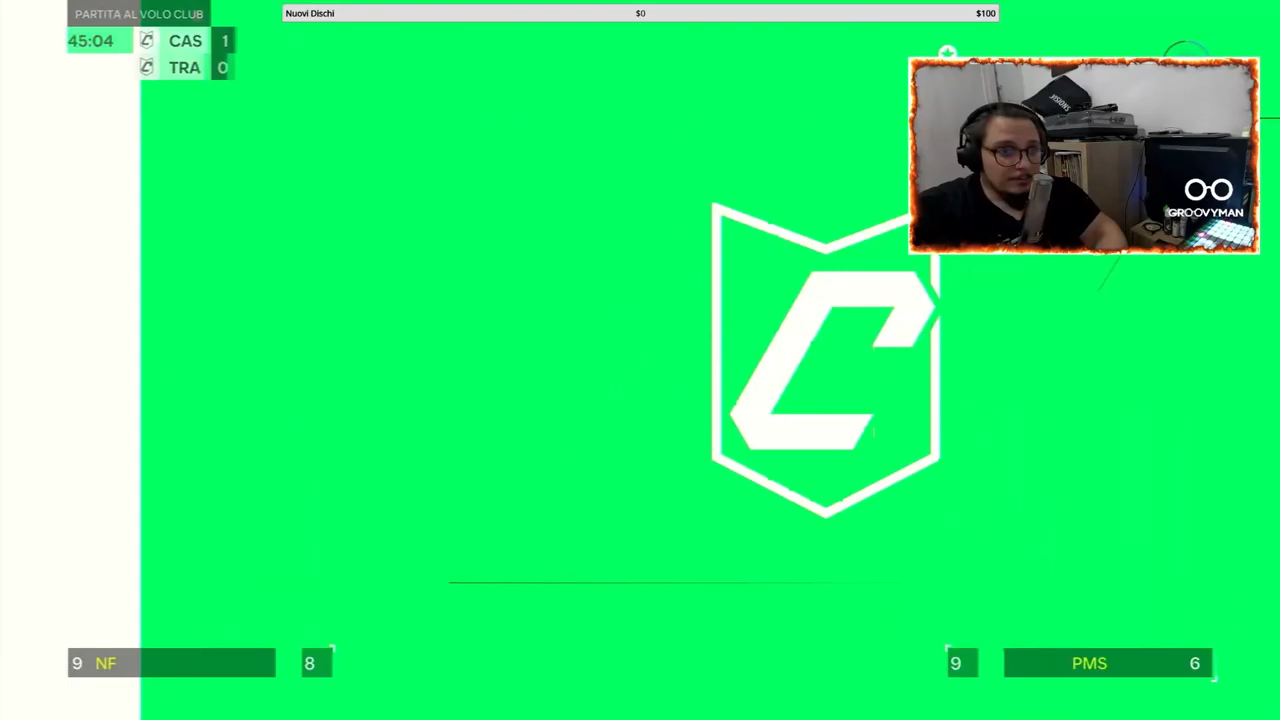 PARTITA AL VOLO CLUB
Nuovi Dischi $0 $100
45:04 CAS 1
TRA 0
GROOVYMAN
9 NF 8 9 PMS 6